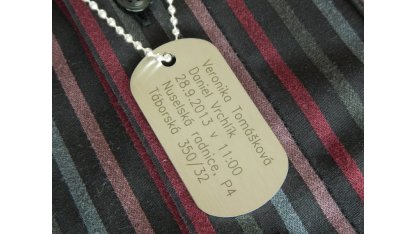 Veronika Tomášková
Daniel Vrchlík
28.9.2013 v 11:00
Nuselská radnice, P4
Táborská 350/32